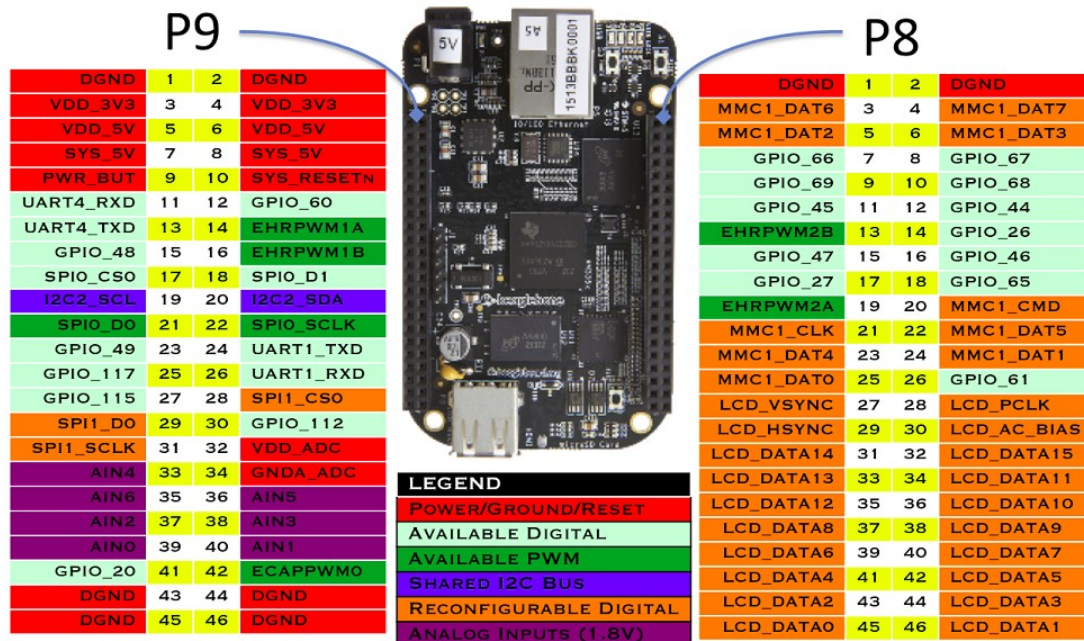 P9
P8
DGND 1 2 DGND
VDD_3V3 3 4 VDD_3V3
VDD_5V 5 6 VDD_5V
SYS_5V 7 8 SYS_5V
PWR_BUT 9 10 SYS_RESETN
UART4_RXD 11 12 GPIO_60
UART4_TXD 13 14 EHRPWM1A
GPIO_48 15 16 EHRPWM1B
SPI0_CS0 17 18 SPI0_D1
I2C2_SCL 19 20 I2C2_SDA
SPI0_D0 21 22 SPI0_SCLK
GPIO_49 23 24 UART1_TXD
GPIO_117 25 26 UART1_RXD
GPIO_115 27 28 SPI1_CS0
SPI1_D0 29 30 GPIO_112
SPI1_SCLK 31 32 VDD_ADC
AIN4 33 34 GNDA_ADC
AIN6 35 36 AIN5
AIN2 37 38 AIN3
AIN0 39 40 AIN1
GPIO_20 41 42 ECAPPWM0
DGND 43 44 DGND
DGND 45 46 DGND
A5
1513BBBK0001
10/100 Ethernet
beaglebone
microSD Card
LEGEND
POWER/GROUND/RESET
AVAILABLE DIGITAL
AVAILABLE PWM
SHARED I2C BUS
RECONFIGURABLE DIGITAL
ANALOG INPUTS (1.8V)
DGND 1 2 DGND
MMC1_DAT6 3 4 MMC1_DAT7
MMC1_DAT2 5 6 MMC1_DAT3
GPIO_66 7 8 GPIO_67
GPIO_69 9 10 GPIO_68
GPIO_45 11 12 GPIO_44
EHRPWM2B 13 14 GPIO_26
GPIO_47 15 16 GPIO_46
GPIO_27 17 18 GPIO_65
EHRPWM2A 19 20 MMC1_CMD
MMC1_CLK 21 22 MMC1_DAT5
MMC1_DAT4 23 24 MMC1_DAT1
MMC1_DAT0 25 26 GPIO_61
LCD_VSYNC 27 28 LCD_PCLK
LCD_HSYNC 29 30 LCD_AC_BIAS
LCD_DATA14 31 32 LCD_DATA15
LCD_DATA13 33 34 LCD_DATA11
LCD_DATA12 35 36 LCD_DATA10
LCD_DATA8 37 38 LCD_DATA9
LCD_DATA6 39 40 LCD_DATA7
LCD_DATA4 41 42 LCD_DATA5
LCD_DATA2 43 44 LCD_DATA3
LCD_DATA0 45 46 LCD_DATA1